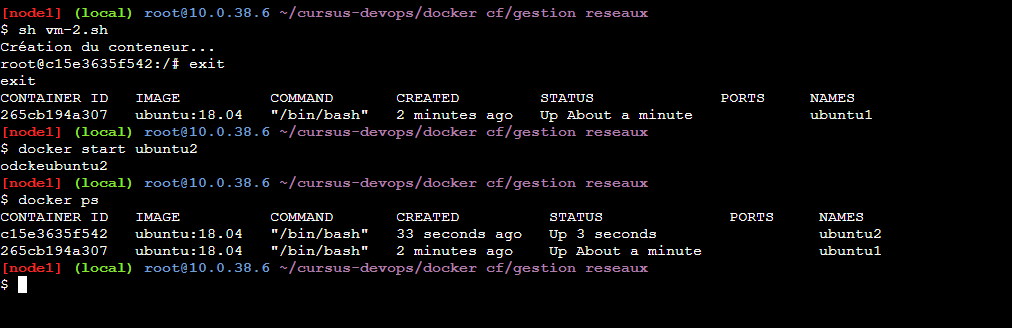 [node1] (local) root@10.0.38.6 ~/cursus-devops/docker cf/gestion reseaux
$ sh vm-2.sh
Création du conteneur...
root@c15e3635f542:/# exit
exit
CONTAINER ID   IMAGE          COMMAND       CREATED         STATUS              PORTS     NAMES
265cb194a307   ubuntu:18.04   "/bin/bash"   2 minutes ago   Up About a minute             ubuntu1
[node1] (local) root@10.0.38.6 ~/cursus-devops/docker cf/gestion reseaux
$ docker start ubuntu2
odckeubuntu2
[node1] (local) root@10.0.38.6 ~/cursus-devops/docker cf/gestion reseaux
$ docker ps
CONTAINER ID   IMAGE          COMMAND       CREATED          STATUS              PORTS     NAMES
c15e3635f542   ubuntu:18.04   "/bin/bash"   33 seconds ago   Up 3 seconds                  ubuntu2
265cb194a307   ubuntu:18.04   "/bin/bash"   2 minutes ago    Up About a minute             ubuntu1
[node1] (local) root@10.0.38.6 ~/cursus-devops/docker cf/gestion reseaux
$